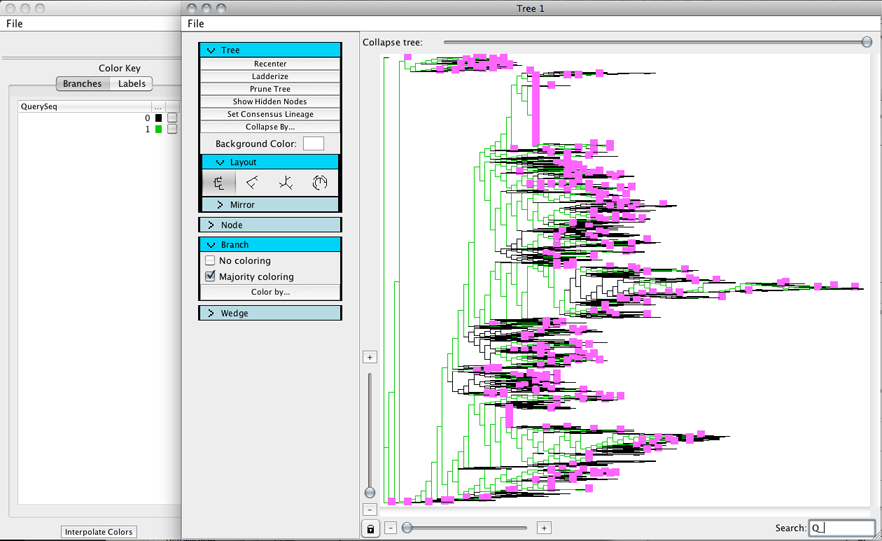 Tree 1
File
File
Color Key
Branches
Labels
QuerySeq ...
0
1
Interpolate Colors
Tree
Recenter
Ladderize
Prune Tree
Show Hidden Nodes
Set Consensus Lineage
Collapse By...
Background Color:
Layout
Mirror
Node
Branch
No coloring
Majority coloring
Color by...
Wedge
Collapse tree:
+
-
- +
Search: Q_